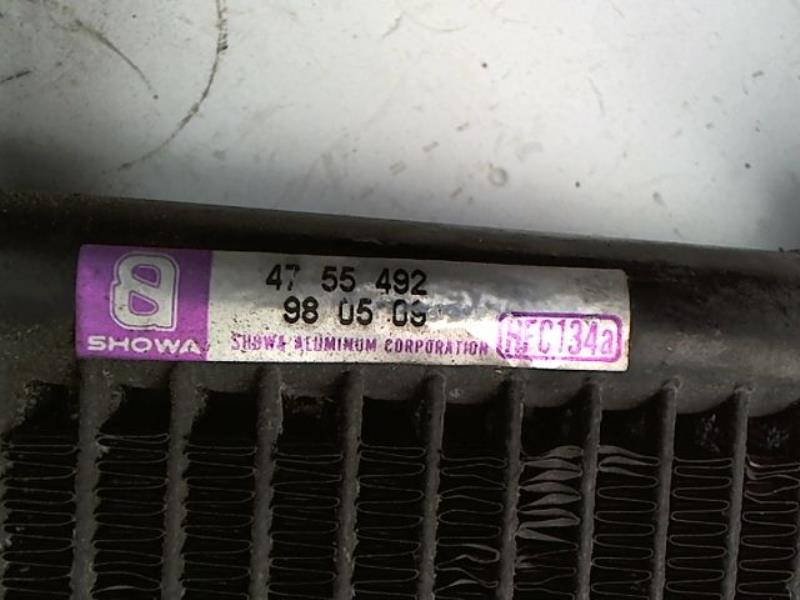 47 55 492
98 05 09
SHOWA
SHOWA ALUMINUM CORPORATION
HFC134a